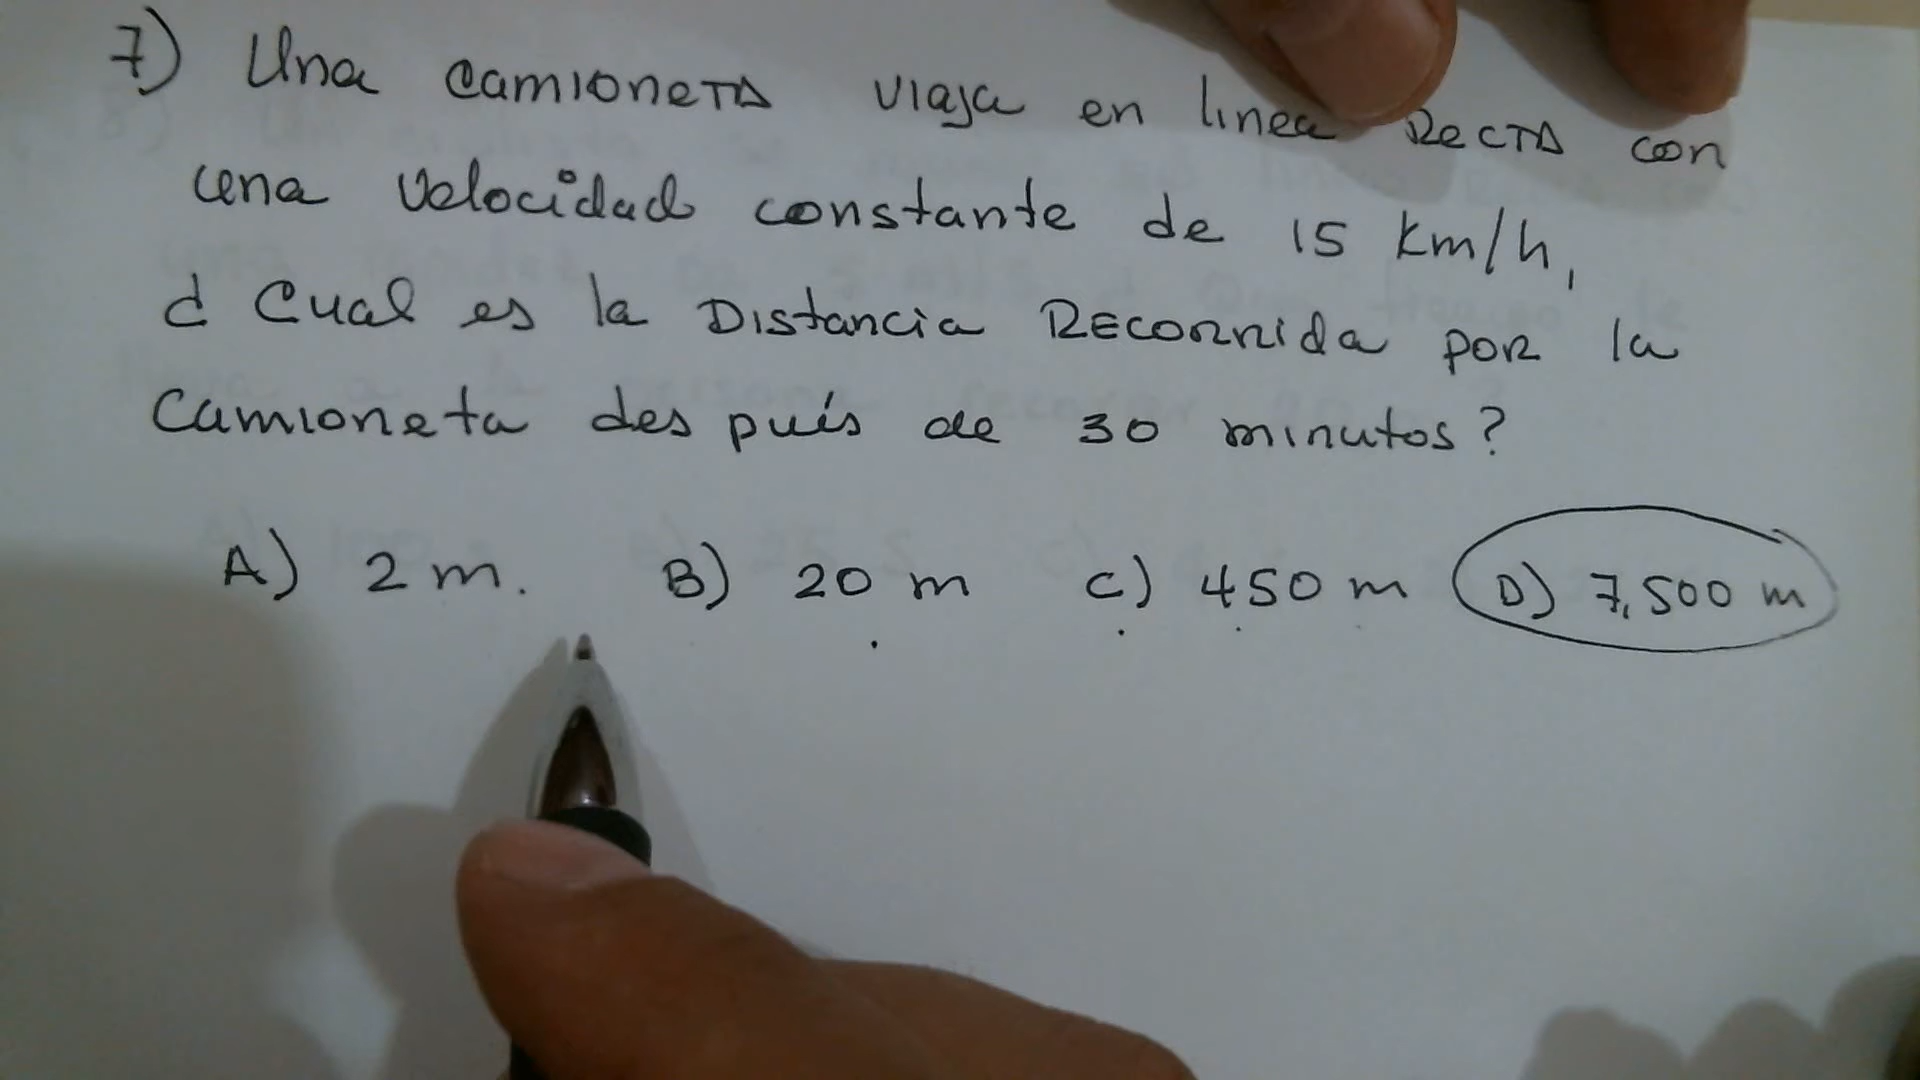 7) Una camioneta viaja en linea Recta con
una velocidad constante de 15 km/h,
¿ Cual es la Distancia Recorrida por la
camioneta después de 30 minutos?
A) 2 m. B) 20 m C) 450 m D) 7,500 m